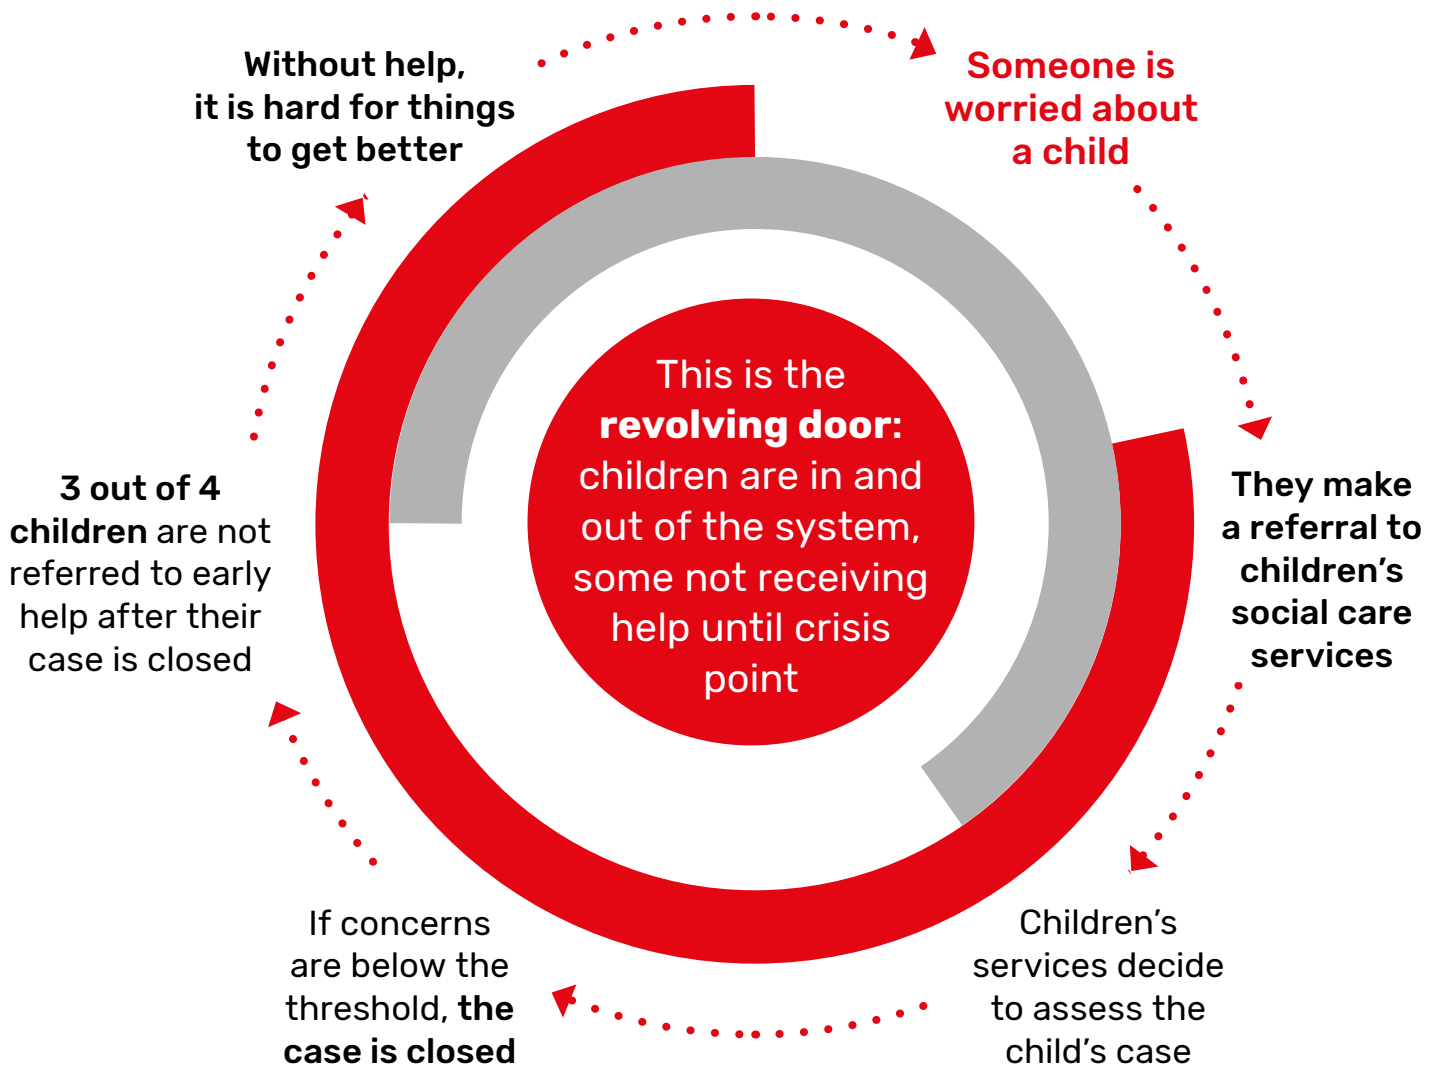 Without help,
it is hard for things
to get better
Someone is
worried about
a child
They make
a referral to
children's
social care
services
Children's
services decide
to assess the
child's case
If concerns
are below the
threshold, the
case is closed
3 out of 4
children are not
referred to early
help after their
case is closed
This is the
revolving door:
children are in and
out of the system,
some not receiving
help until crisis
point